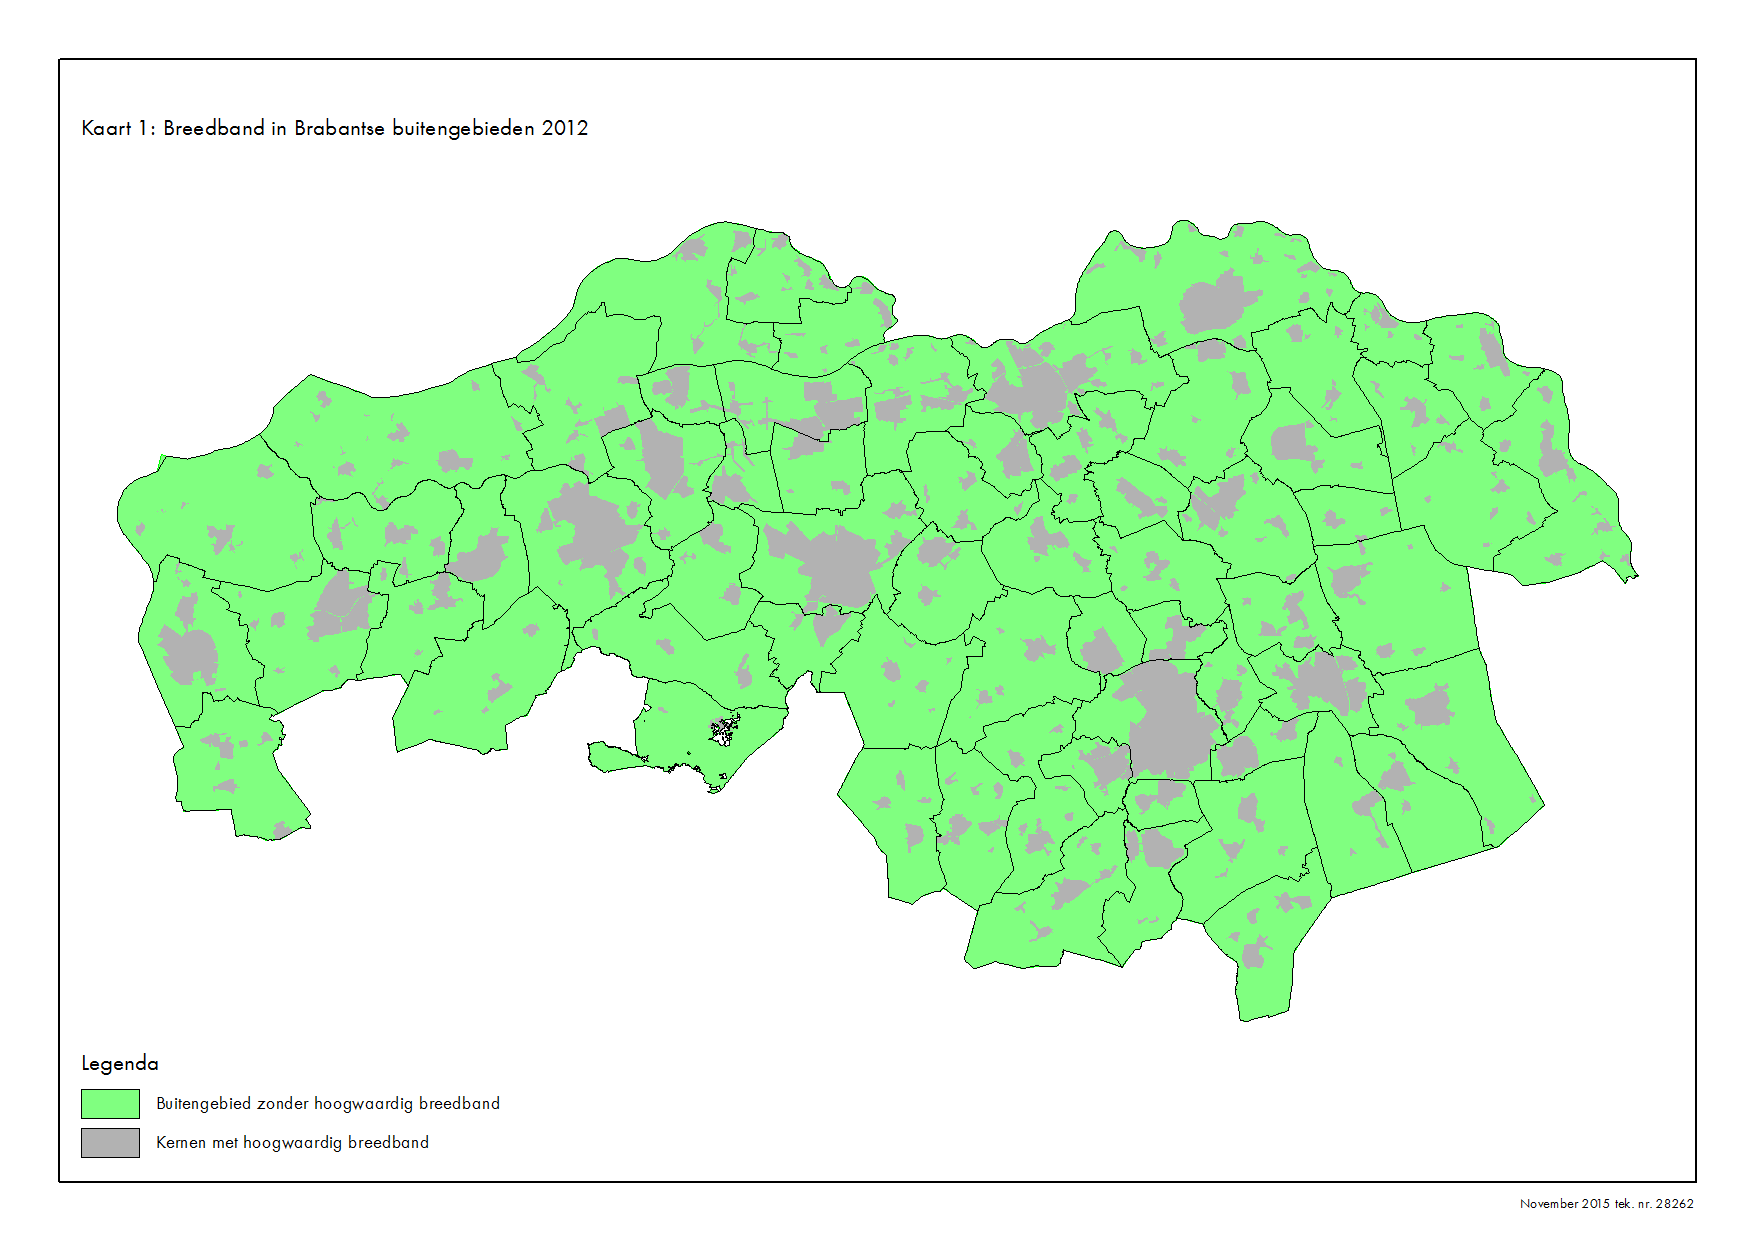 Kaart 1: Breedband in Brabantse buitengebieden 2012
Legenda
Buitengebied zonder hoogwaardig breedband
Kernen met hoogwaardig breedband
November 2015 tek. nr. 28262